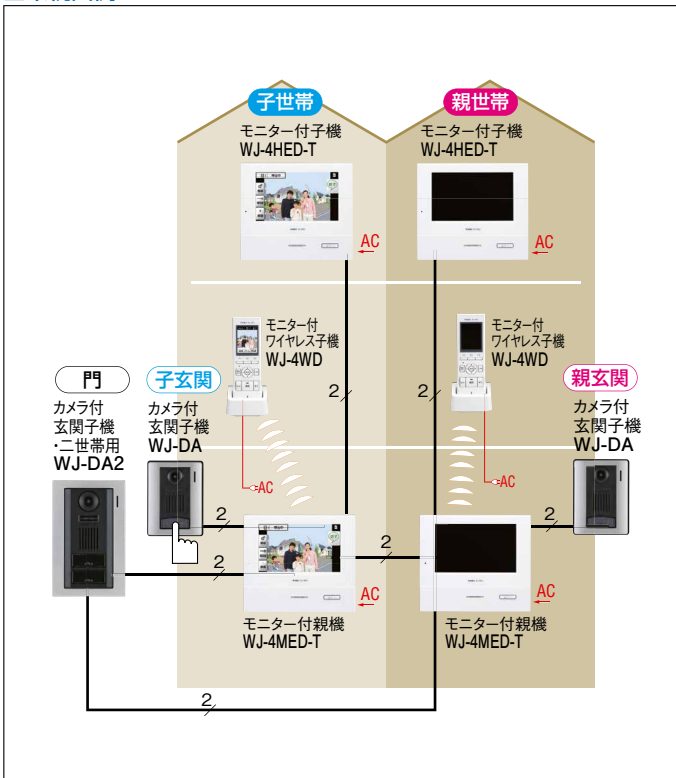 子世帯
親世帯
モニター付子機
WJ-4HED-T
モニター付子機
WJ-4HED-T
AC
AC
モニター付
ワイヤレス子機
WJ-4WD
モニター付
ワイヤレス子機
WJ-4WD
門
子玄関
親玄関
カメラ付
玄関子機
・二世帯用
WJ-DA2
カメラ付
玄関子機
WJ-DA
カメラ付
玄関子機
WJ-DA
2
2
AC
AC
2
2
2
2
AC
AC
モニター付親機
WJ-4MED-T
モニター付親機
WJ-4MED-T
2